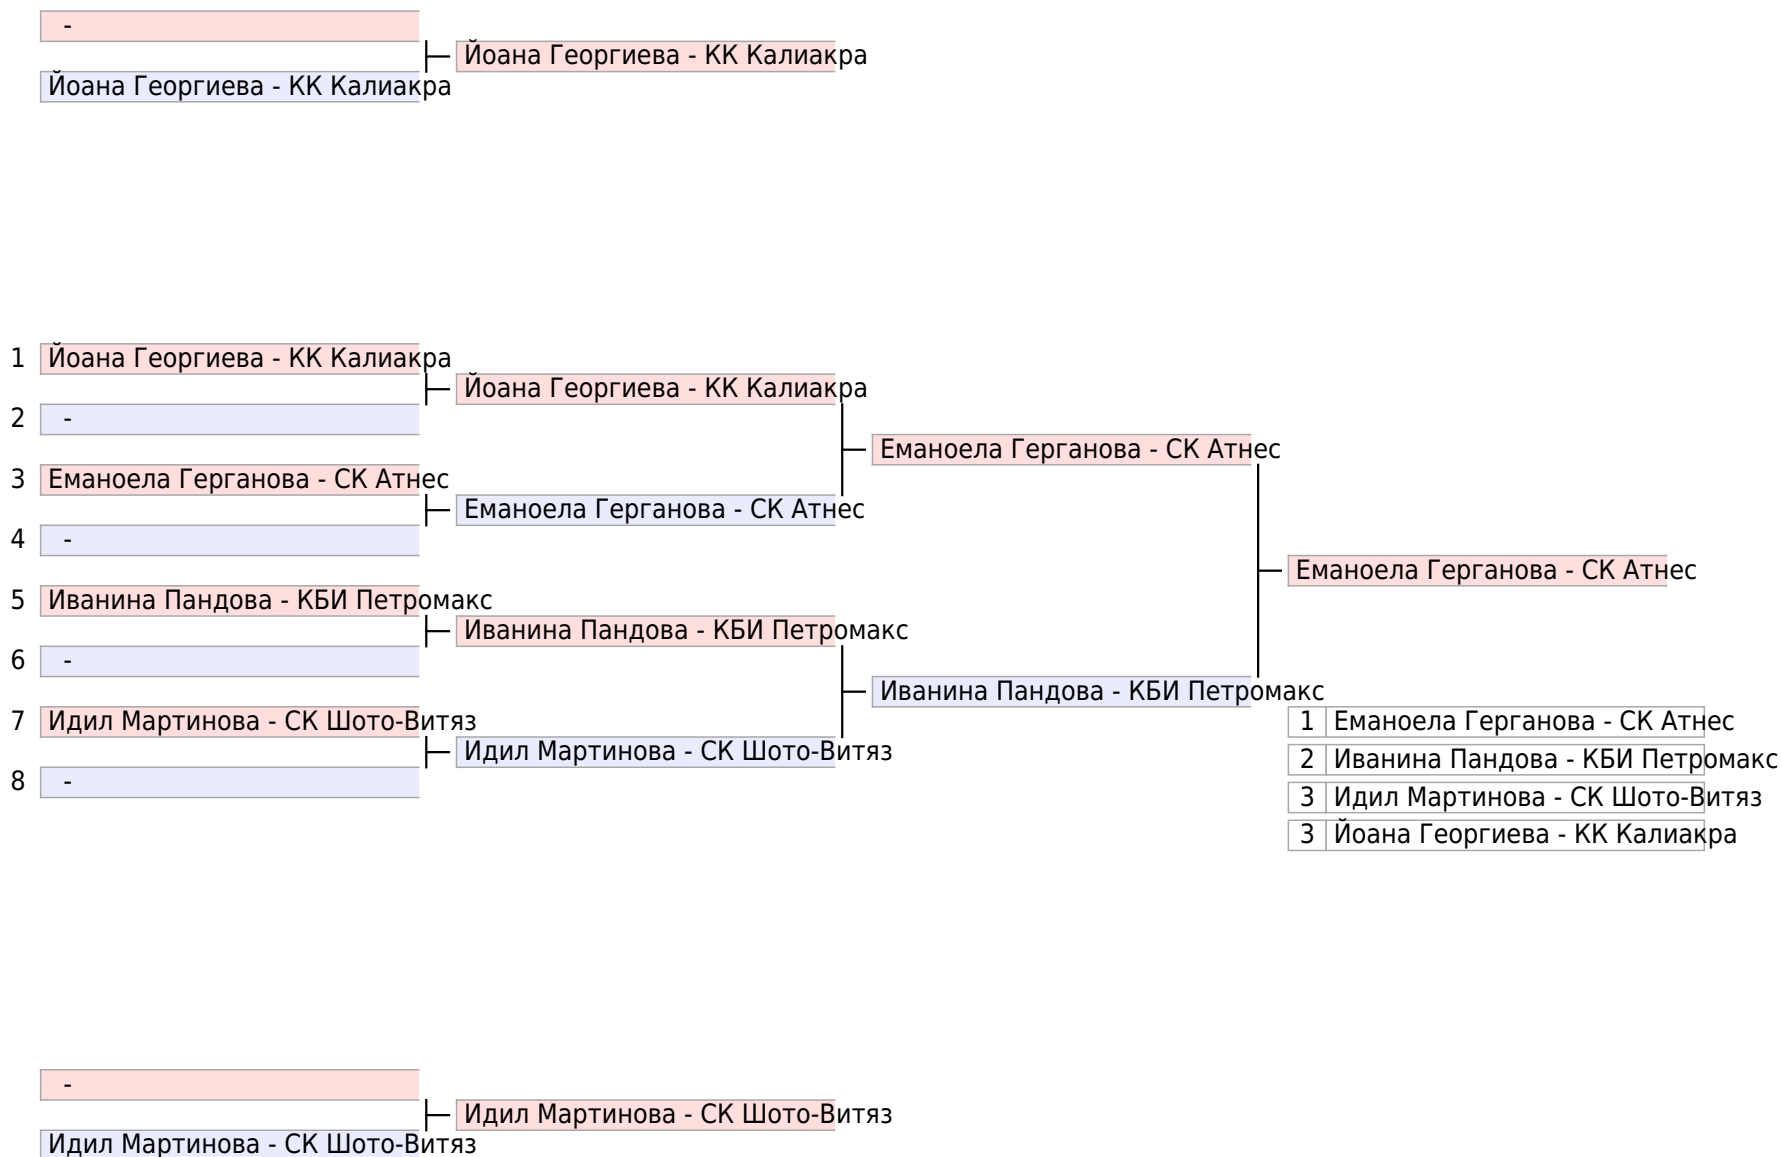 -
Йоана Георгиева - КК Калиакра
Йоана Георгиева - КК Калиакра
1 Йоана Георгиева - КК Калиакра
Йоана Георгиева - КК Калиакра
2 -
Еманоела Герганова - СК Атнес
3 Еманоела Герганова - СК Атнес
Еманоела Герганова - СК Атнес
4 -
Еманоела Герганова - СК Атнес
5 Иванина Пандова - КБИ Петромакс
Иванина Пандова - КБИ Петромакс
6 -
Иванина Пандова - КБИ Петромакс
7 Идил Мартинова - СК Шото-Витяз
Идил Мартинова - СК Шото-Витяз
8 -
1 Еманоела Герганова - СК Атнес
2 Иванина Пандова - КБИ Петромакс
3 Идил Мартинова - СК Шото-Витяз
3 Йоана Георгиева - КК Калиакра
-
Идил Мартинова - СК Шото-Витяз
Идил Мартинова - СК Шото-Витяз